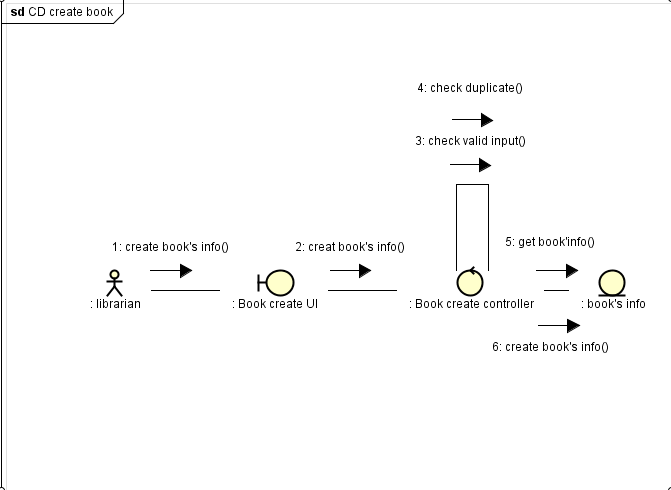 sd CD create book
4: check duplicate()
3: check valid input()
1: create book's info()
2: creat book's info()
5: get book'info()
: librarian
: Book create UI
: Book create controller
: book's info
6: create book's info()